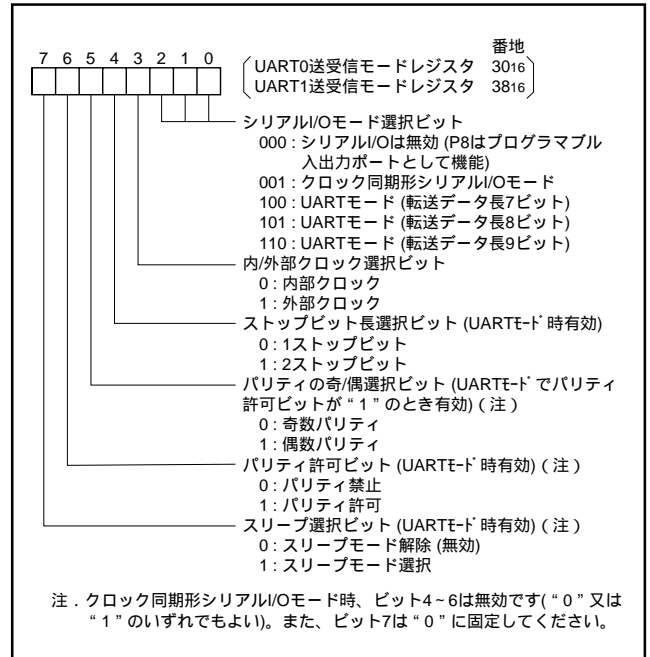 番地
7 6 5 4 3 2 1 0
UART0送受信モードレジスタ 3016
UART1送受信モードレジスタ 3816
シリアルI/Oモード選択ビット
000 : シリアルI/Oは無効 (P8はプログラマブル
入出力ポートとして機能)
001 : クロック同期形シリアルI/Oモード
100 : UARTモード (転送データ長7ビット)
101 : UARTモード (転送データ長8ビット)
110 : UARTモード (転送データ長9ビット)
内/外部クロック選択ビット
0 : 内部クロック
1 : 外部クロック
ストップビット長選択ビット (UARTﾓｰﾄﾞ時有効)
0 : 1ストップビット
1 : 2ストップビット
パリティの奇/偶選択ビット (UARTﾓｰﾄﾞでパリティ
許可ビットが“1”のとき有効)（注）
0 : 奇数パリティ
1 : 偶数パリティ
パリティ許可ビット (UARTﾓｰﾄﾞ時有効)（注）
0 : パリティ禁止
1 : パリティ許可
スリープ選択ビット (UARTﾓｰﾄﾞ時有効)（注）
0 : スリープモード解除 (無効)
1 : スリープモード選択
注．クロック同期形シリアルI/Oモード時、ビット4~6は無効です(“0”又は
“1”のいずれでもよい)。また、ビット7は“0”に固定してください。